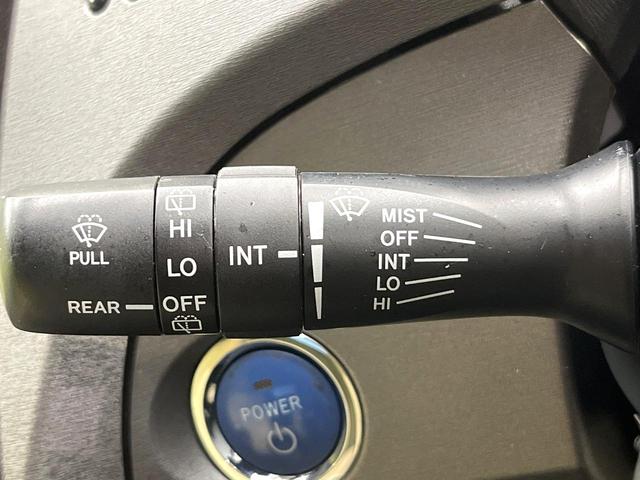 PULL
REAR
HI
LO
OFF
INT
MIST
OFF
INT
LO
HI
POWER